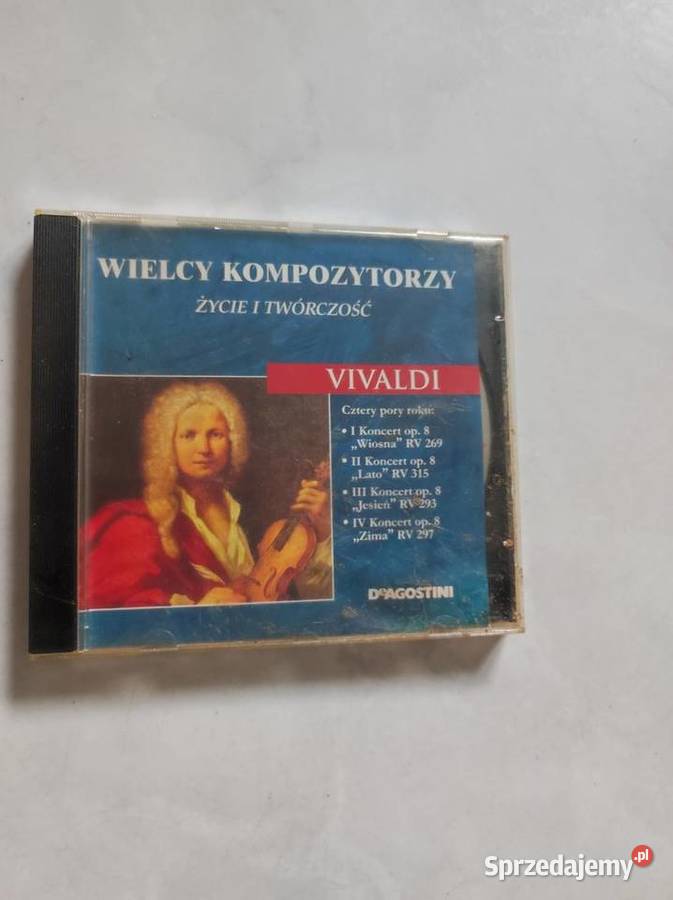 WIELCY KOMPOZYTORZY
ŻYCIE I TWÓRCZOŚĆ
VIVALDI
Cztery pory roku:
• I Koncert op. 8
„Wiosna” RV 269
• II Koncert op. 8
„Lato” RV 315
• III Koncert op. 8
„Jesień” RV 293
• IV Koncert op. 8
„Zima” RV 297
DeAGOSTINI
Sprzedajemy.pl